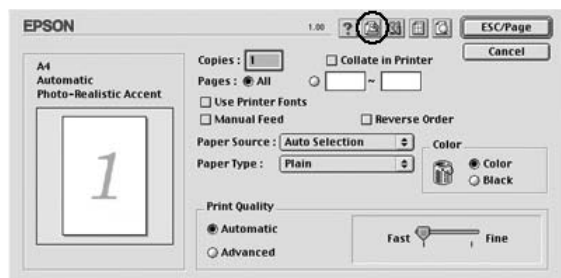 EPSON
1.00
?
ESC/Page
Cancel
A4
Automatic
Photo-Realistic Accent
1
Copies : 1
Collate in Printer
Pages : All ~
Use Printer Fonts
Manual Feed
Reverse Order
Paper Source : Auto Selection
Paper Type : Plain
Color
Color
Black
Print Quality
Automatic
Advanced
Fast Fine